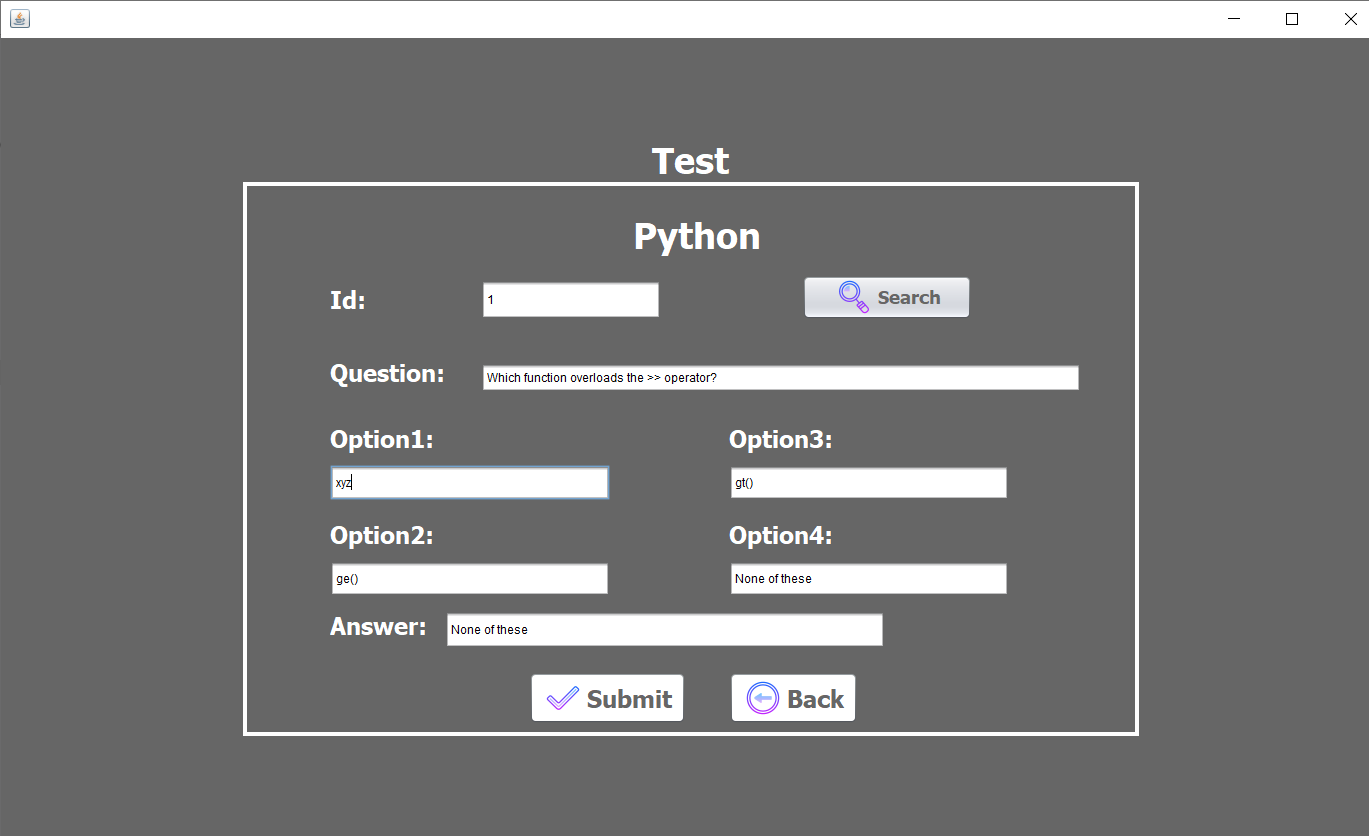 Test
Python
Id: 1 Search
Question: Which function overloads the >> operator?
Option1: Option3:
xyz gt()
Option2: Option4:
ge() None of these
Answer: None of these
Submit Back